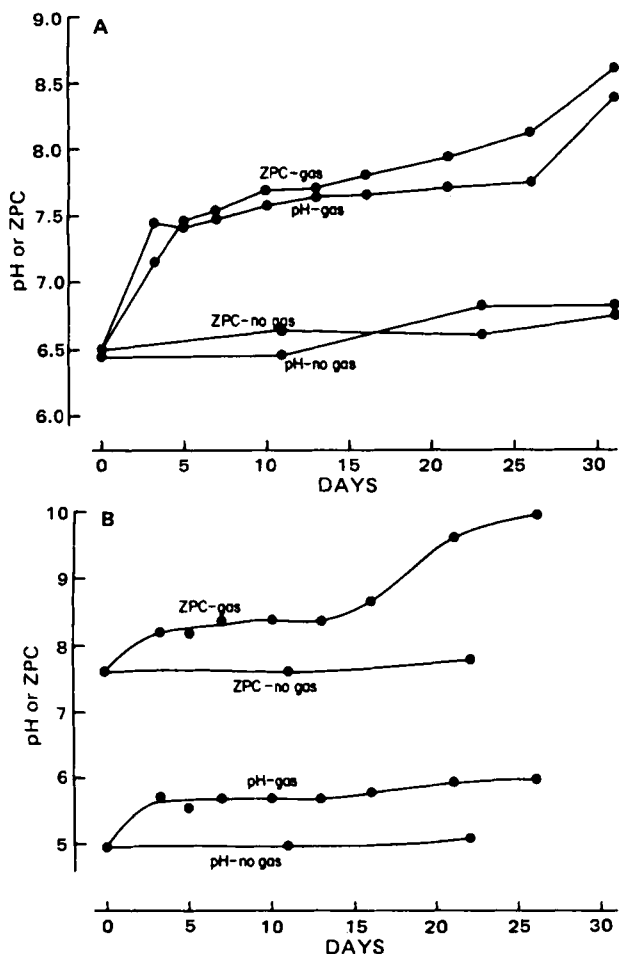 A
9.0
8.5
8.0
7.5
7.0
6.5
6.0
pH or ZPC
ZPC-gas
pH-gas
ZPC-no gas
pH-no gas
0 5 10 15 20 25 30
DAYS
B
10
9
8
7
6
5
pH or ZPC
ZPC-gas
ZPC-no gas
pH-gas
pH-no gas
0 5 10 15 20 25 30
DAYS